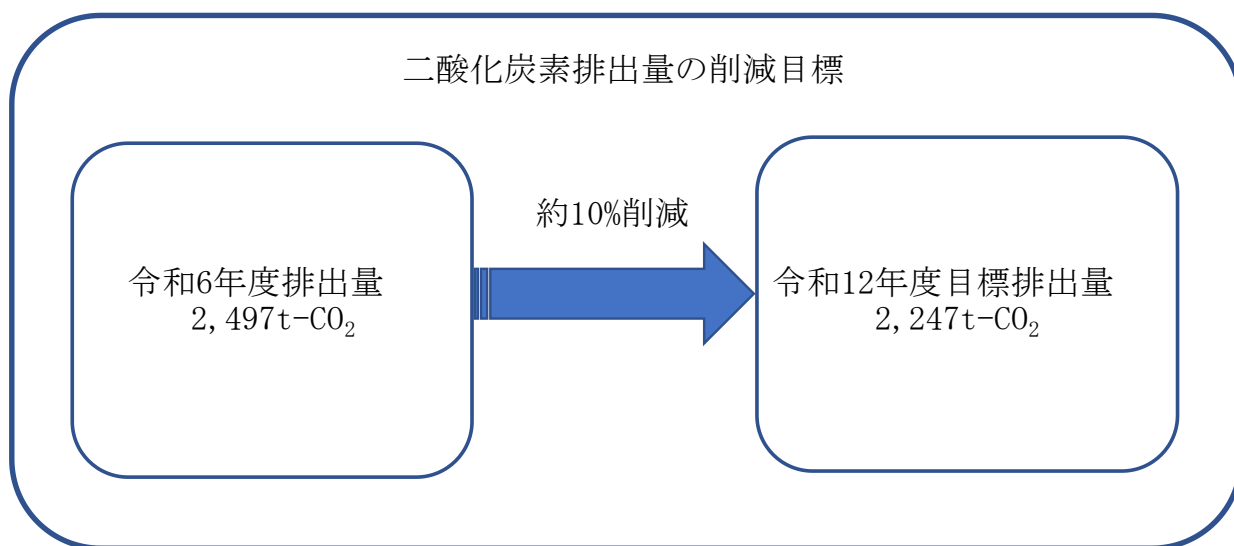 二酸化炭素排出量の削減目標
約10%削減
令和6年度排出量
2,497t-CO₂
令和12年度目標排出量
2,247t-CO₂